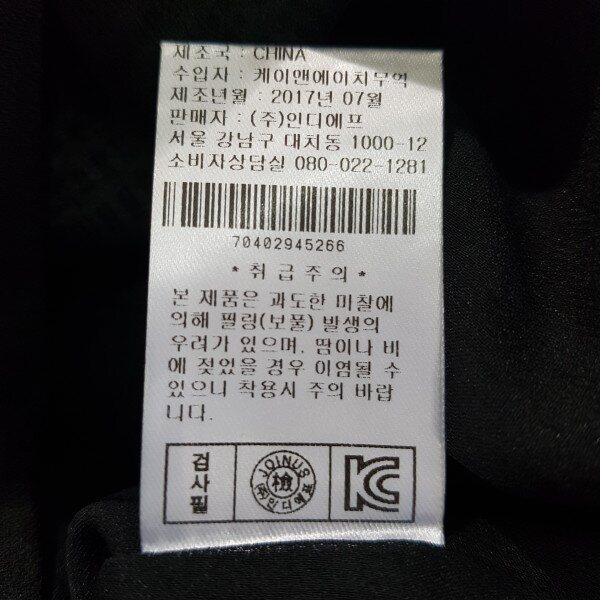 제조국 : CHINA
수입자 : 케이앤에이치무역
제조년월 : 2017년 07월
판매자 : (주)인디에프
서울 강남구 대치동 1000-12
소비자상담실 080-022-1281
70402945266
* 취급주의 *
본 제품은 과도한 마찰에
의해 필링(보풀) 발생의
우려가 있으며, 땀이나 비
에 젖었을 경우 이염될 수
있으니 착용시 주의 바랍
니다.
검사필
JOINUS
檢
(주)인디에프
KC